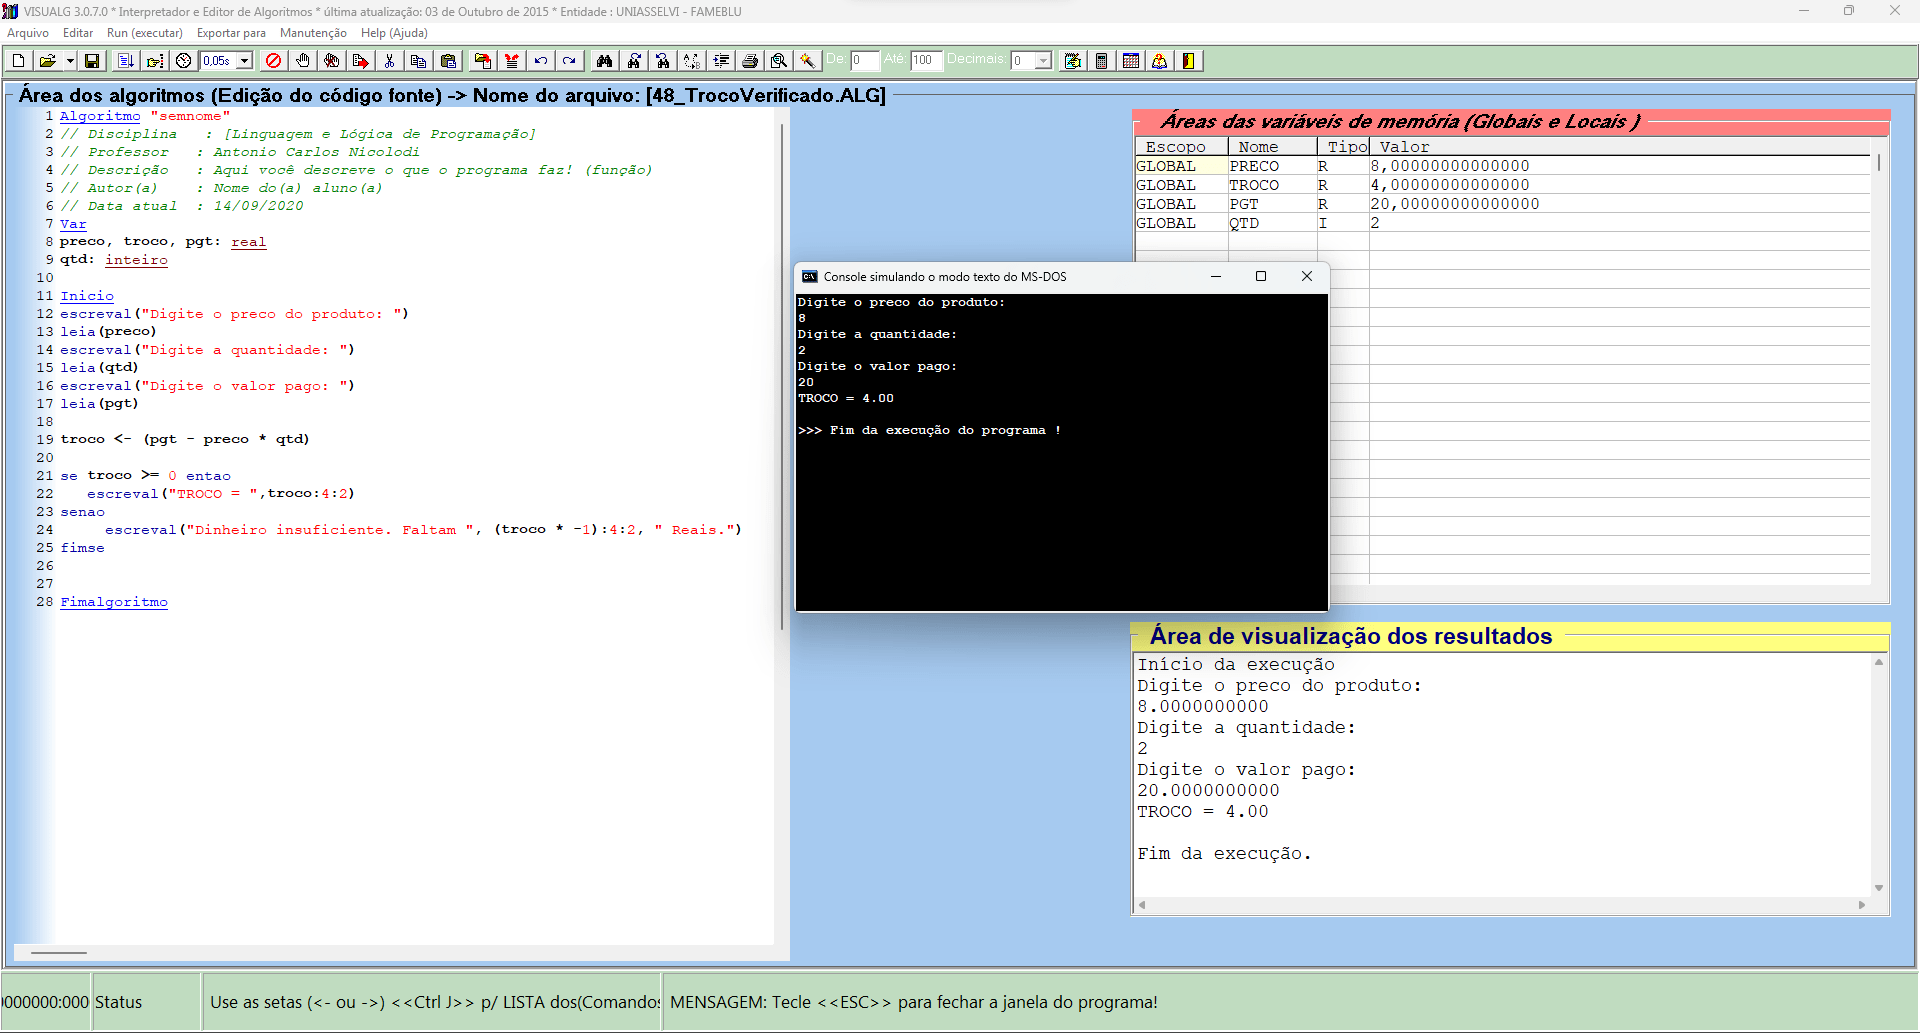 VISUALG 3.0.7.0 * Interpretador e Editor de Algoritmos * última atualização: 03 de Outubro de 2015 * Entidade : UNIASSELVI - FAMEBLU
Arquivo Editar Run (executar) Exportar para Manutenção Help (Ajuda)
0,05s De: 0 Até: 100 Decimais: 0
Área dos algoritmos (Edição do código fonte) -> Nome do arquivo: [48_TrocoVerificado.ALG]
1 Algoritmo "semnome"
2 // Disciplina : [Linguagem e Lógica de Programação]
3 // Professor : Antonio Carlos Nicolodi
4 // Descrição : Aqui você descreve o que o programa faz! (função)
5 // Autor(a) : Nome do(a) aluno(a)
6 // Data atual : 14/09/2020
7 Var
8 preco, troco, pgt: real
9 qtd: inteiro
10
11 Inicio
12 escreval("Digite o preco do produto: ")
13 leia(preco)
14 escreval("Digite a quantidade: ")
15 leia(qtd)
16 escreval("Digite o valor pago: ")
17 leia(pgt)
18
19 troco <- (pgt - preco * qtd)
20
21 se troco >= 0 entao
22 escreval("TROCO = ",troco:4:2)
23 senao
24 escreval("Dinheiro insuficiente. Faltam ", (troco * -1):4:2, " Reais.")
25 fimse
26
27
28 Fimalgoritmo
Áreas das variáveis de memória (Globais e Locais )
Escopo Nome Tipo Valor
GLOBAL PRECO R 8,00000000000000
GLOBAL TROCO R 4,00000000000000
GLOBAL PGT R 20,00000000000000
GLOBAL QTD I 2
Console simulando o modo texto do MS-DOS
Digite o preco do produto:
8
Digite a quantidade:
2
Digite o valor pago:
20
TROCO = 4.00
>>> Fim da execução do programa !
Área de visualização dos resultados
Início da execução
Digite o preco do produto:
8.0000000000
Digite a quantidade:
2
Digite o valor pago:
20.0000000000
TROCO = 4.00
Fim da execução.
0000000:000 Status Use as setas (<- ou ->) <<Ctrl J>> p/ LISTA dos(Comandos MENSAGEM: Tecle <<ESC>> para fechar a janela do programa!